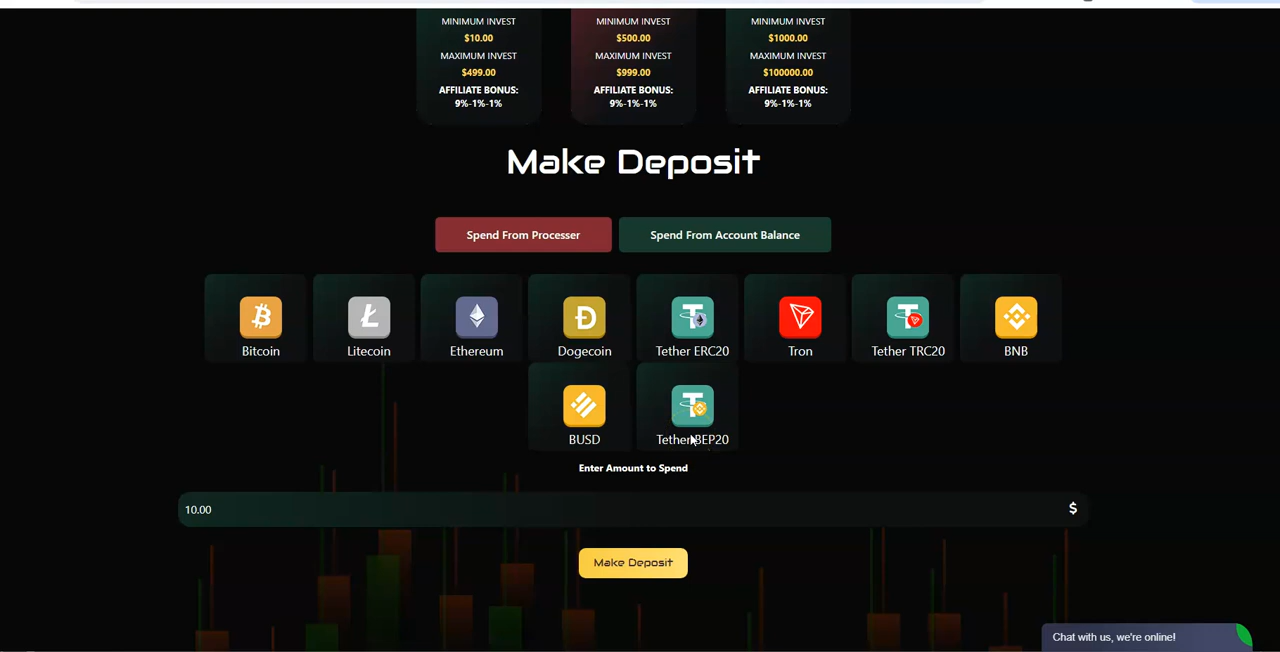 MINIMUM INVEST MINIMUM INVEST MINIMUM INVEST
$10.00 $500.00 $1000.00
MAXIMUM INVEST MAXIMUM INVEST MAXIMUM INVEST
$499.00 $999.00 $100000.00
AFFILIATE BONUS: AFFILIATE BONUS: AFFILIATE BONUS:
9%-1%-1% 9%-1%-1% 9%-1%-1%
Make Deposit
Spend From Processer Spend From Account Balance
Bitcoin Litecoin Ethereum Dogecoin Tether ERC20 Tron Tether TRC20 BNB
BUSD Tether BEP20
Enter Amount to Spend
10.00 $
Make Deposit
Chat with us, we're online!